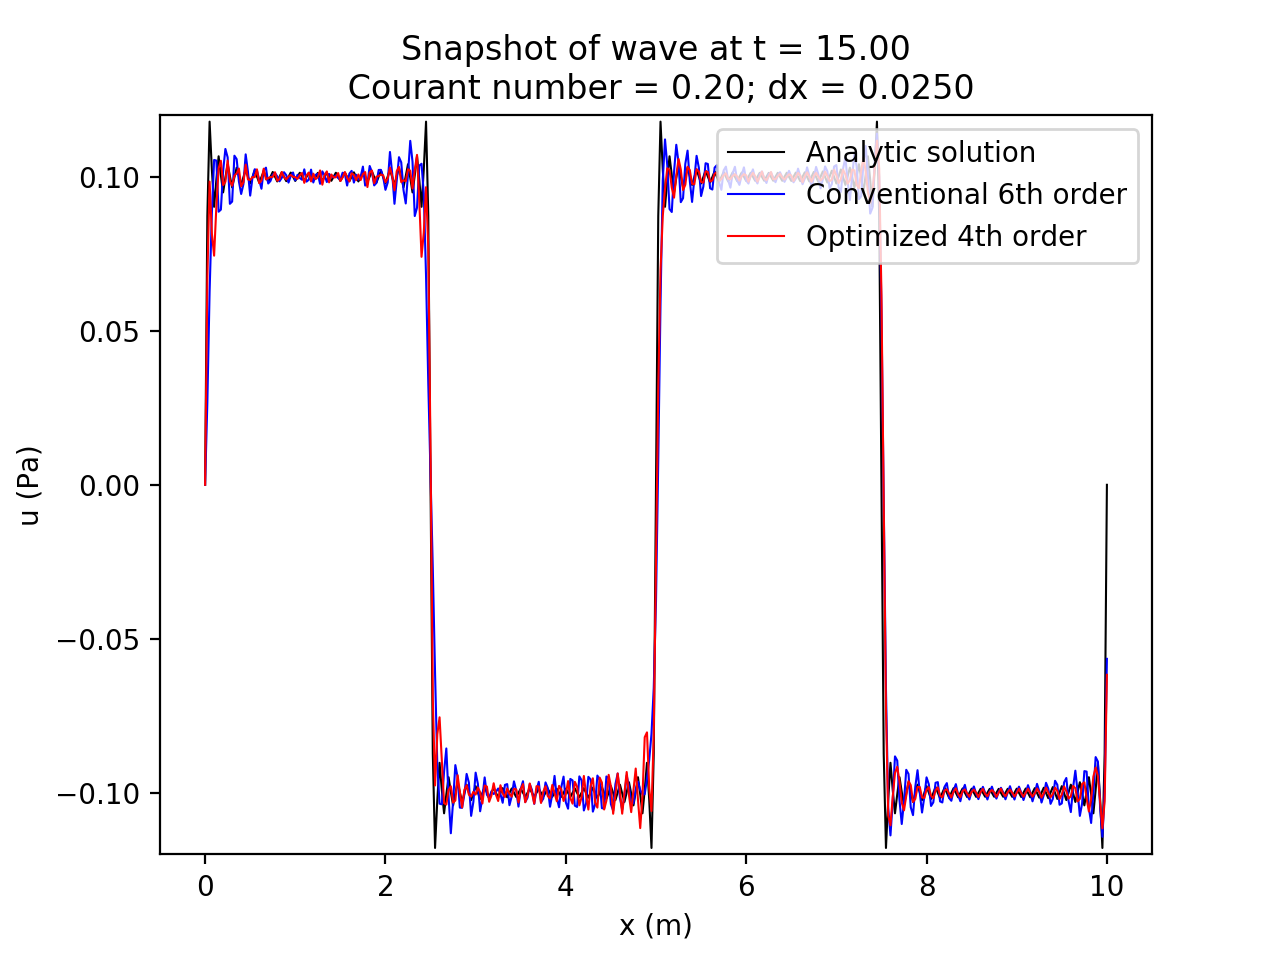 Snapshot of wave at t = 15.00
Courant number = 0.20; dx = 0.0250
Analytic solution
Conventional 6th order
Optimized 4th order
0.10
0.05
0.00
−0.05
−0.10
u (Pa)
0 2 4 6 8 10
x (m)